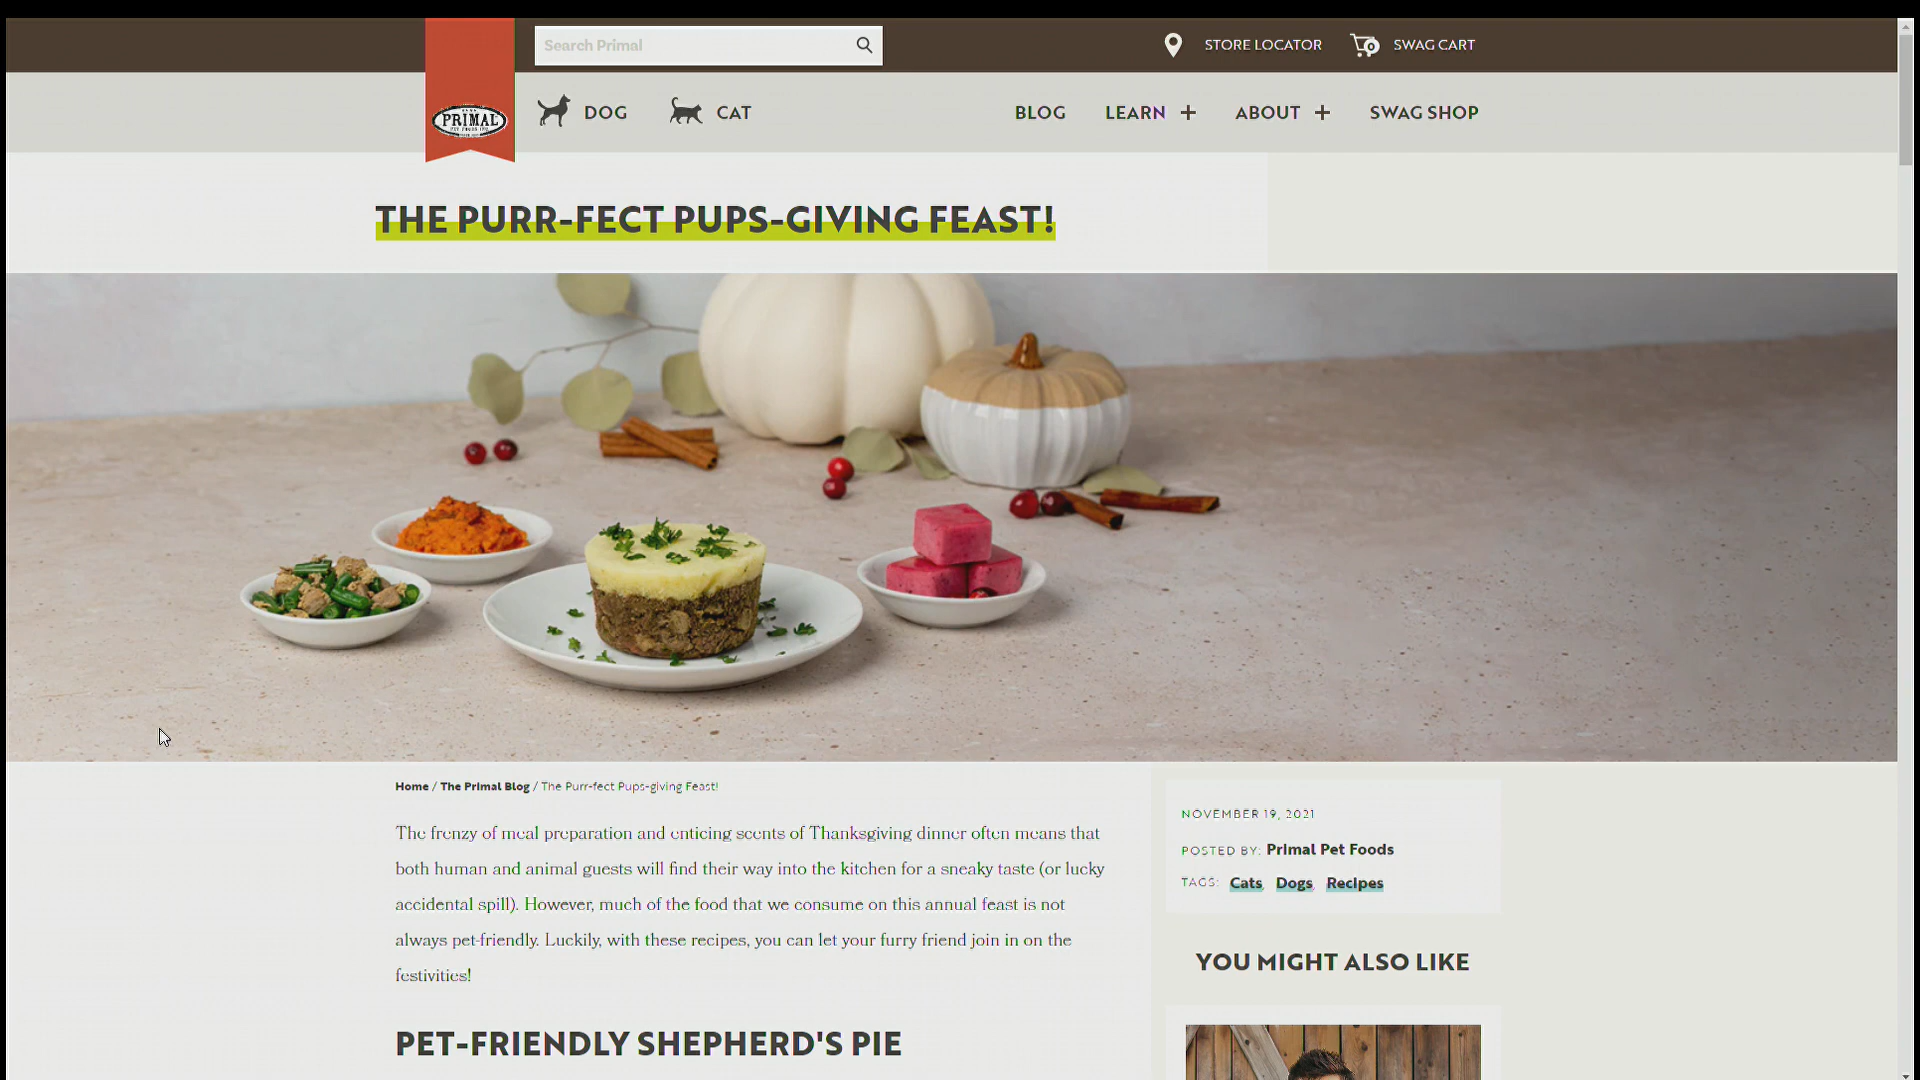 Search Primal
STORE LOCATOR
0
SWAG CART
PRIMAL
DOG
CAT
BLOG
LEARN +
ABOUT +
SWAG SHOP
THE PURR-FECT PUPS-GIVING FEAST!
Home / The Primal Blog / The Purr-fect Pups-giving Feast!
The frenzy of meal preparation and enticing scents of Thanksgiving dinner often means that
both human and animal guests will find their way into the kitchen for a sneaky taste (or lucky
accidental spill). However, much of the food that we consume on this annual feast is not
always pet-friendly. Luckily, with these recipes, you can let your furry friend join in on the
festivities!
PET-FRIENDLY SHEPHERD'S PIE
NOVEMBER 19, 2021
POSTED BY: Primal Pet Foods
TAGS: Cats Dogs Recipes
YOU MIGHT ALSO LIKE